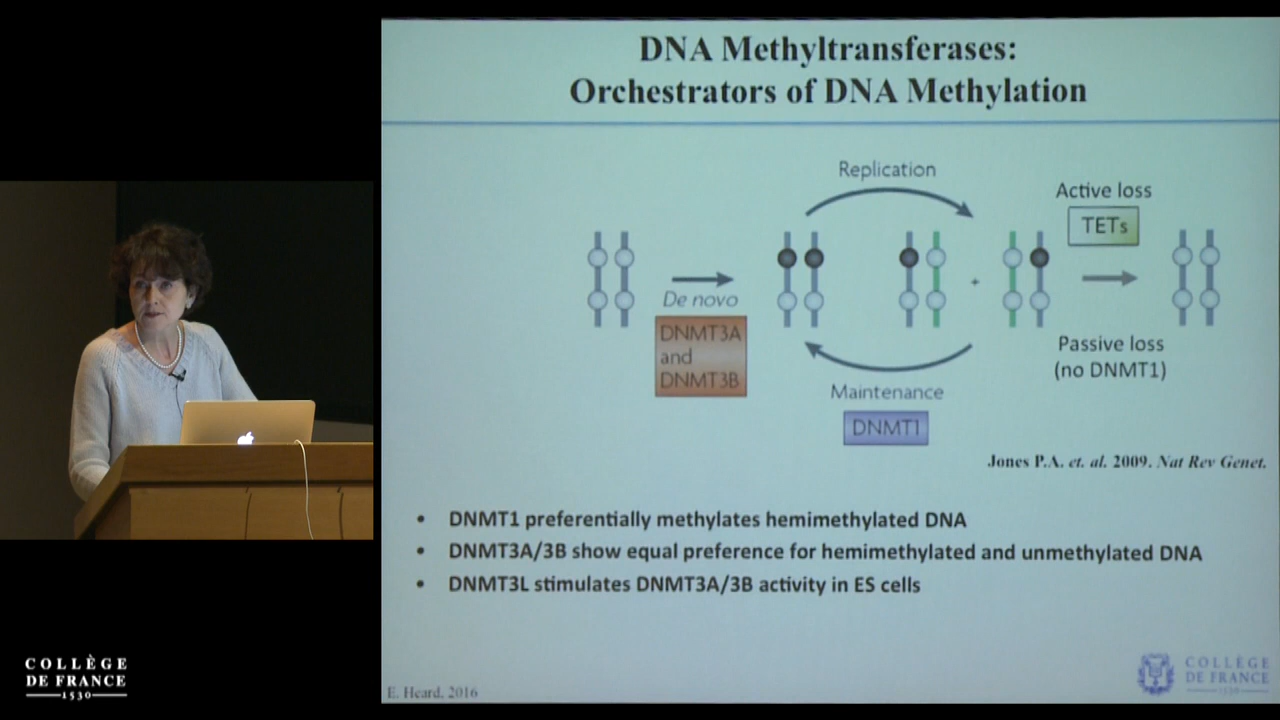 DNA Methyltransferases:
Orchestrators of DNA Methylation
Replication
Active loss
TETs
De novo
DNMT3A
and
DNMT3B
+
Passive loss
(no DNMT1)
Maintenance
DNMT1
Jones P.A. et. al. 2009. Nat Rev Genet.
• DNMT1 preferentially methylates hemimethylated DNA
• DNMT3A/3B show equal preference for hemimethylated and unmethylated DNA
• DNMT3L stimulates DNMT3A/3B activity in ES cells
E. Heard, 2016
COLLÈGE
DE FRANCE
1530
COLLÈGE
DE FRANCE
1530